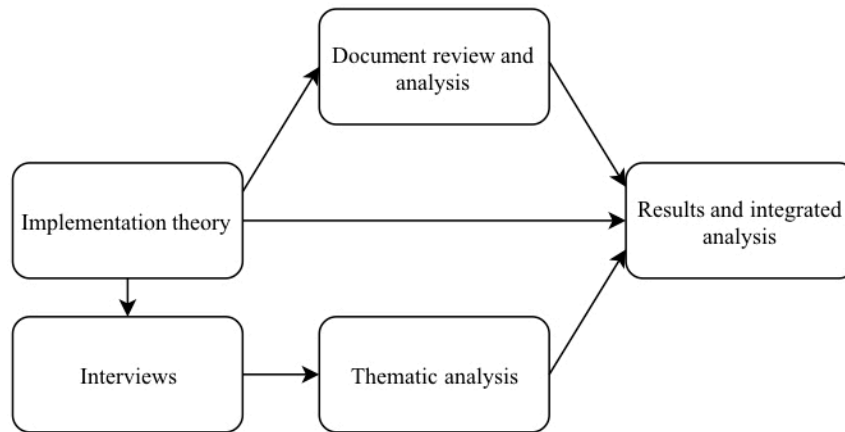 Document review and
analysis
Implementation theory
Results and integrated
analysis
Interviews
Thematic analysis